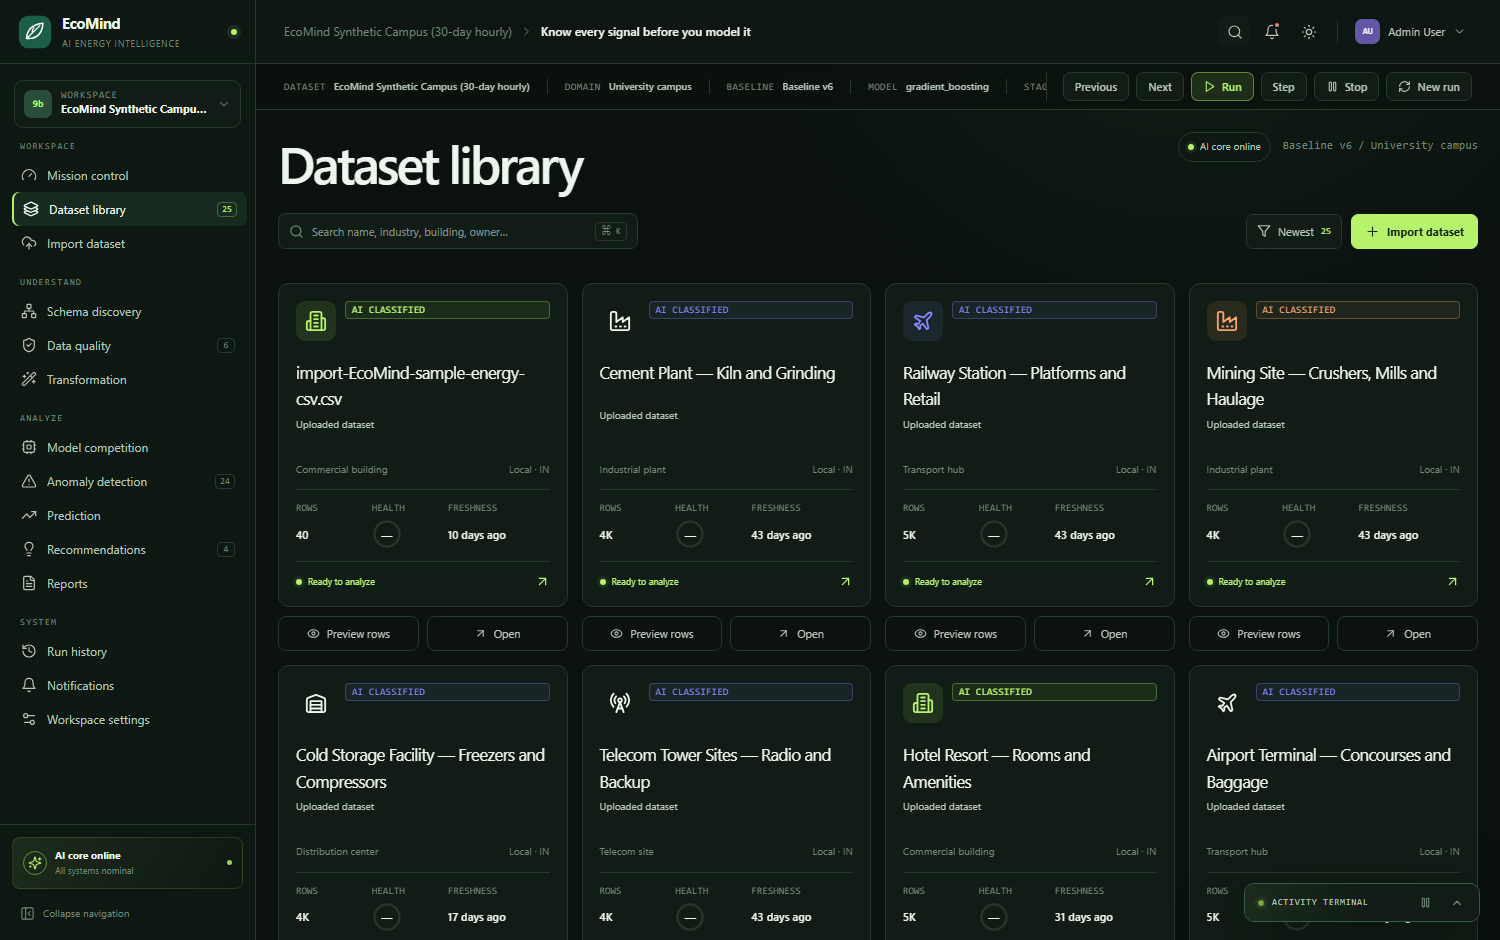 EcoMind
AI ENERGY INTELLIGENCE
EcoMind Synthetic Campus (30-day hourly) > Know every signal before you model it
AU Admin User
9b
WORKSPACE
EcoMind Synthetic Campu...
DATASET EcoMind Synthetic Campus (30-day hourly) DOMAIN University campus BASELINE Baseline v6 MODEL gradient_boosting STAG
Previous Next Run Step Stop New run
WORKSPACE
Mission control
Dataset library 25
Import dataset
UNDERSTAND
Schema discovery
Data quality 6
Transformation
ANALYZE
Model competition
Anomaly detection 24
Prediction
Recommendations 4
Reports
SYSTEM
Run history
Notifications
Workspace settings
AI core online
All systems nominal
Collapse navigation
Dataset library
AI core online Baseline v6 / University campus
Search name, industry, building, owner... ⌘ K
Newest 25 + Import dataset
AI CLASSIFIED
import-EcoMind-sample-energy-
csv.csv
Uploaded dataset
Commercial building Local · IN
ROWS HEALTH FRESHNESS
40 — 10 days ago
Ready to analyze
Preview rows Open
AI CLASSIFIED
Cement Plant — Kiln and Grinding
Uploaded dataset
Industrial plant Local · IN
ROWS HEALTH FRESHNESS
4K — 43 days ago
Ready to analyze
Preview rows Open
AI CLASSIFIED
Railway Station — Platforms and
Retail
Uploaded dataset
Transport hub Local · IN
ROWS HEALTH FRESHNESS
5K — 43 days ago
Ready to analyze
Preview rows Open
AI CLASSIFIED
Mining Site — Crushers, Mills and
Haulage
Uploaded dataset
Industrial plant Local · IN
ROWS HEALTH FRESHNESS
4K — 43 days ago
Ready to analyze
Preview rows Open
AI CLASSIFIED
Cold Storage Facility — Freezers and
Compressors
Uploaded dataset
Distribution center Local · IN
ROWS HEALTH FRESHNESS
4K — 17 days ago
AI CLASSIFIED
Telecom Tower Sites — Radio and
Backup
Uploaded dataset
Telecom site Local · IN
ROWS HEALTH FRESHNESS
4K — 43 days ago
AI CLASSIFIED
Hotel Resort — Rooms and
Amenities
Uploaded dataset
Commercial building Local · IN
ROWS HEALTH FRESHNESS
5K — 31 days ago
AI CLASSIFIED
Airport Terminal — Concourses and
Baggage
Uploaded dataset
Transport hub Local · IN
ROWS
5K
ACTIVITY TERMINAL